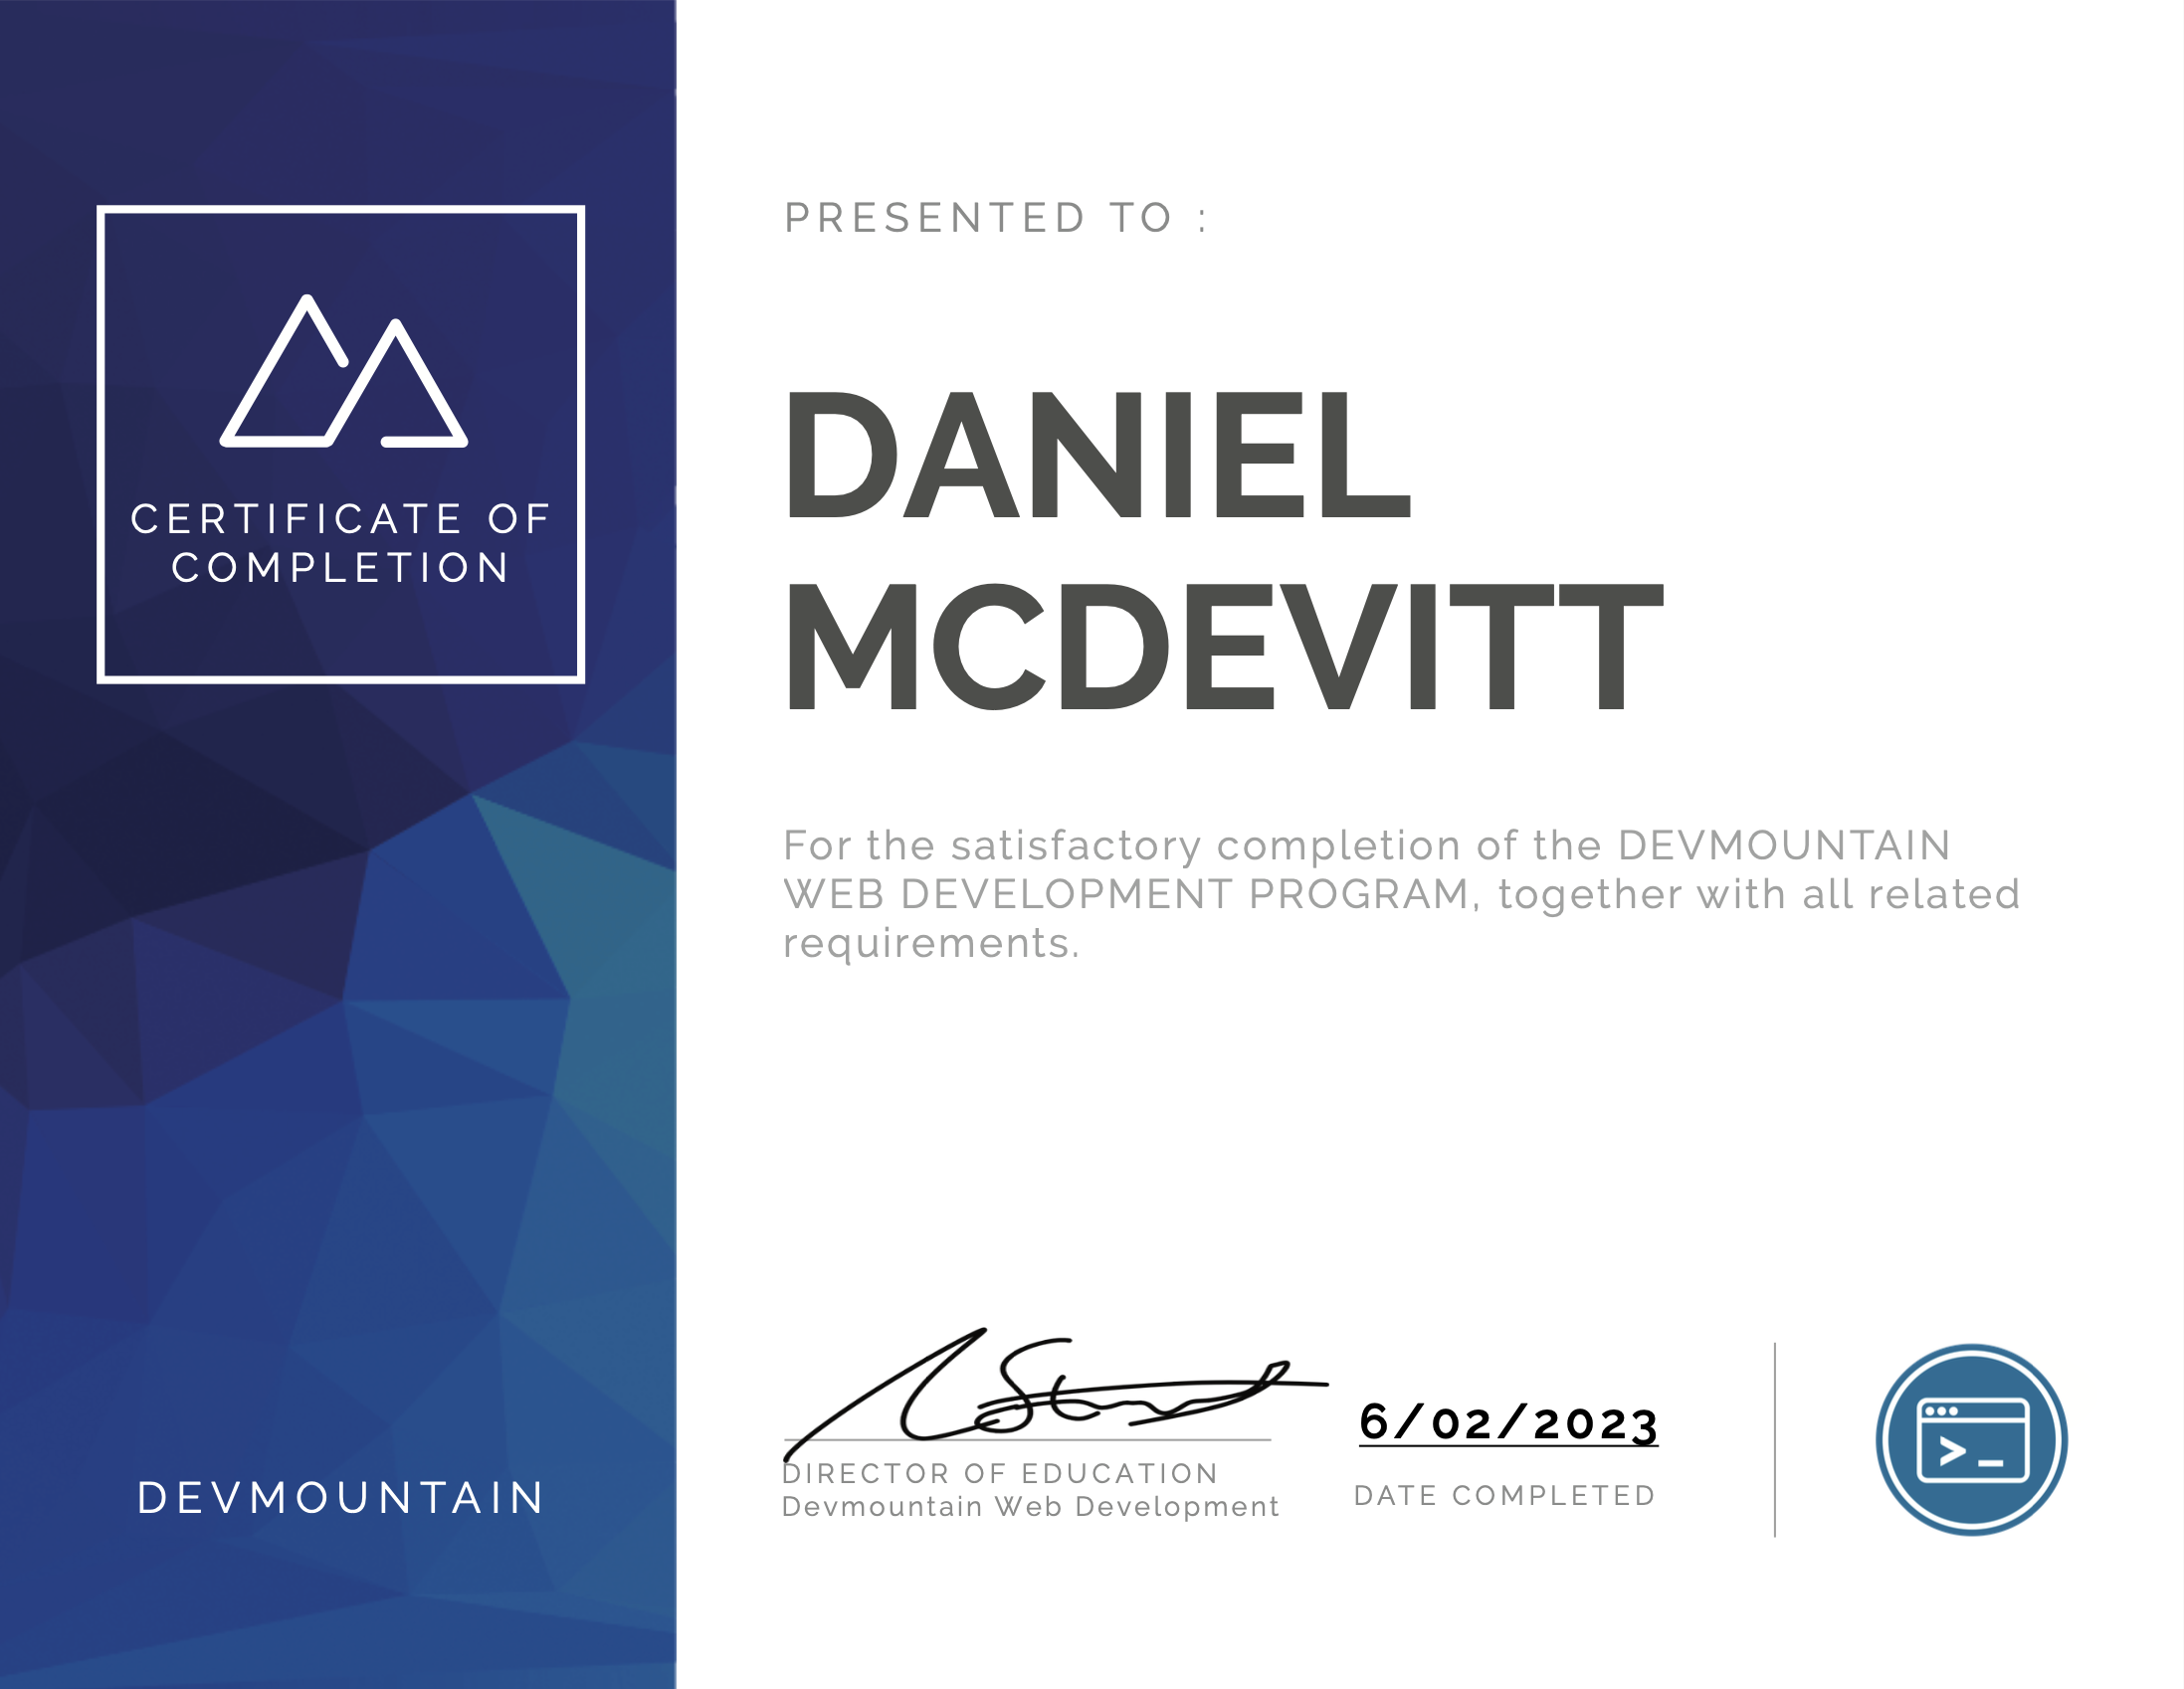 CERTIFICATE OF
COMPLETION
DEVMOUNTAIN
PRESENTED TO :
DANIEL
MCDEVITT
For the satisfactory completion of the DEVMOUNTAIN
WEB DEVELOPMENT PROGRAM, together with all related
requirements.
DIRECTOR OF EDUCATION
Devmountain Web Development
6/02/2023
DATE COMPLETED
>_